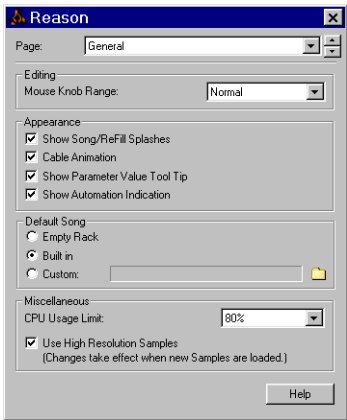 Reason
Page: General
Editing
Mouse Knob Range: Normal
Appearance
Show Song/ReFill Splashes
Cable Animation
Show Parameter Value Tool Tip
Show Automation Indication
Default Song
Empty Rack
Built in
Custom:
Miscellaneous
CPU Usage Limit: 80%
Use High Resolution Samples
(Changes take effect when new Samples are loaded.)
Help